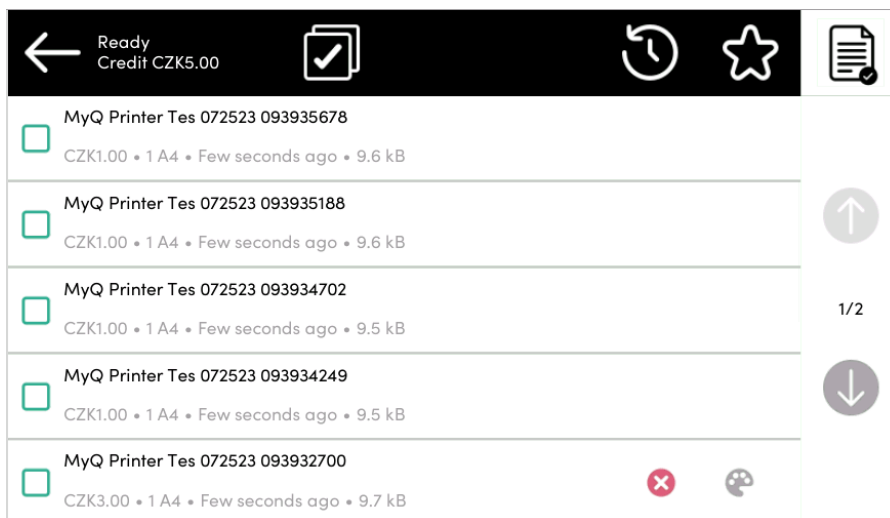 Ready
Credit CZK5.00
MyQ Printer Tes 072523 093935678
CZK1.00 • 1 A4 • Few seconds ago • 9.6 kB
MyQ Printer Tes 072523 093935188
CZK1.00 • 1 A4 • Few seconds ago • 9.6 kB
MyQ Printer Tes 072523 093934702
CZK1.00 • 1 A4 • Few seconds ago • 9.5 kB
1/2
MyQ Printer Tes 072523 093934249
CZK1.00 • 1 A4 • Few seconds ago • 9.5 kB
MyQ Printer Tes 072523 093932700
CZK3.00 • 1 A4 • Few seconds ago • 9.7 kB